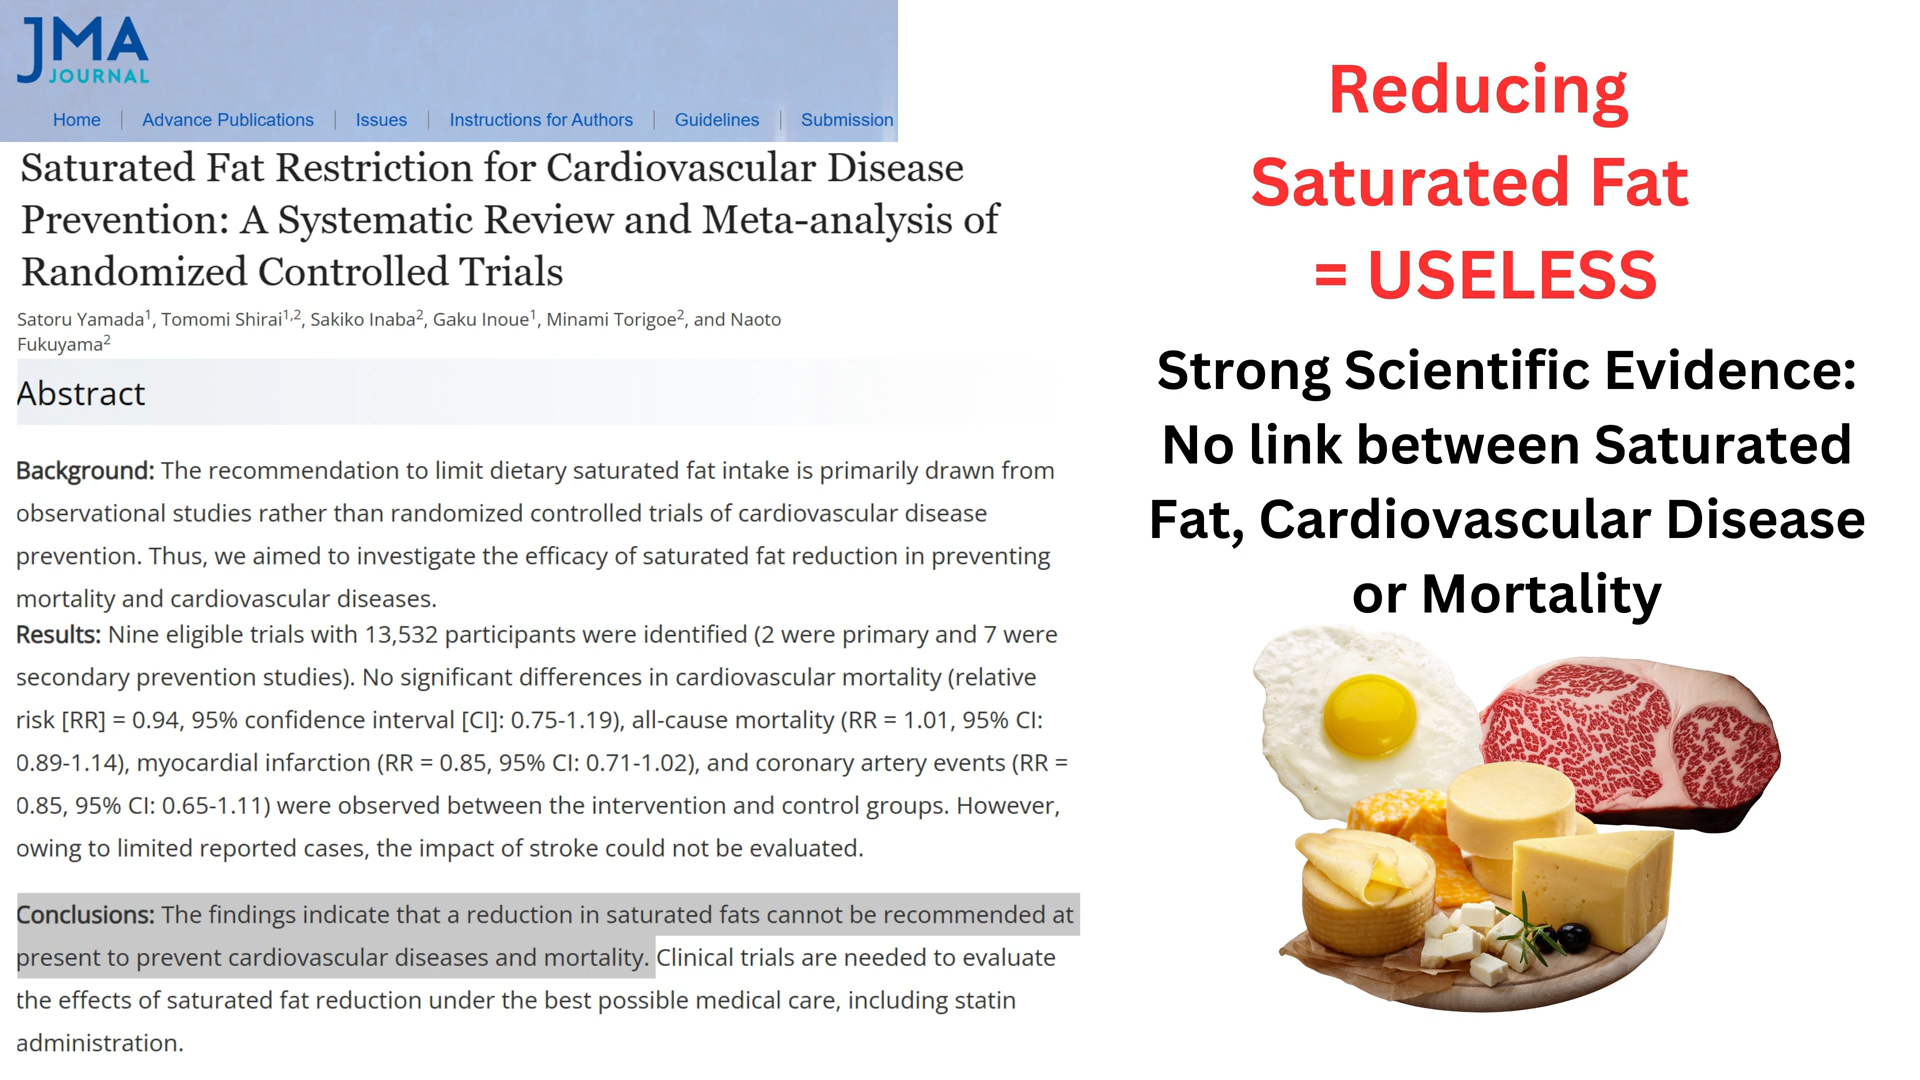 JMA
JOURNAL
Home | Advance Publications | Issues | Instructions for Authors | Guidelines | Submission
Saturated Fat Restriction for Cardiovascular Disease
Prevention: A Systematic Review and Meta-analysis of
Randomized Controlled Trials
Satoru Yamada1, Tomomi Shirai1,2, Sakiko Inaba2, Gaku Inoue1, Minami Torigoe2, and Naoto
Fukuyama2
Abstract
Background: The recommendation to limit dietary saturated fat intake is primarily drawn from
observational studies rather than randomized controlled trials of cardiovascular disease
prevention. Thus, we aimed to investigate the efficacy of saturated fat reduction in preventing
mortality and cardiovascular diseases.
Results: Nine eligible trials with 13,532 participants were identified (2 were primary and 7 were
secondary prevention studies). No significant differences in cardiovascular mortality (relative
risk [RR] = 0.94, 95% confidence interval [CI]: 0.75-1.19), all-cause mortality (RR = 1.01, 95% CI:
0.89-1.14), myocardial infarction (RR = 0.85, 95% CI: 0.71-1.02), and coronary artery events (RR =
0.85, 95% CI: 0.65-1.11) were observed between the intervention and control groups. However,
owing to limited reported cases, the impact of stroke could not be evaluated.
Conclusions: The findings indicate that a reduction in saturated fats cannot be recommended at
present to prevent cardiovascular diseases and mortality. Clinical trials are needed to evaluate
the effects of saturated fat reduction under the best possible medical care, including statin
administration.
Reducing
Saturated Fat
= USELESS
Strong Scientific Evidence:
No link between Saturated
Fat, Cardiovascular Disease
or Mortality